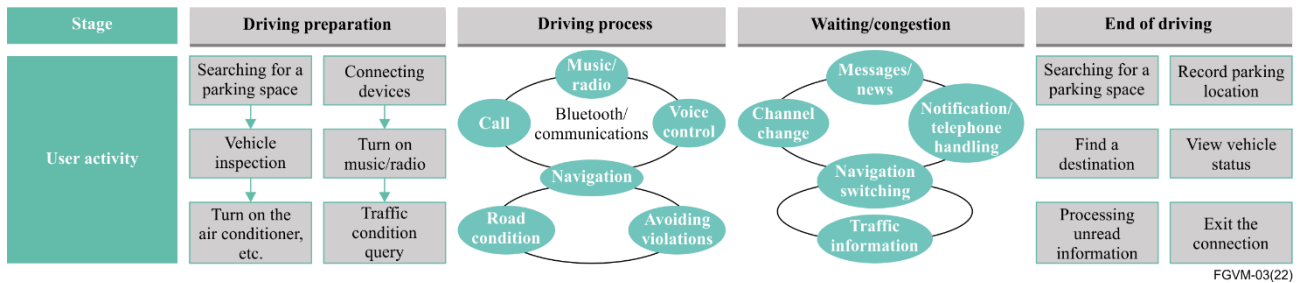 Stage
Driving preparation
Driving process
Waiting/congestion
End of driving
User activity
Searching for a
parking space
Connecting
devices
Vehicle
inspection
Turn on
music/radio
Turn on the
air conditioner,
etc.
Traffic
condition
query
Music/
radio
Call
Bluetooth/
communications
Voice
control
Navigation
Road
condition
Avoiding
violations
Messages/
news
Channel
change
Notification/
telephone
handling
Navigation
switching
Traffic
information
Searching for a
parking space
Record parking
location
Find a
destination
View vehicle
status
Processing
unread
information
Exit the
connection
FGVM-03(22)